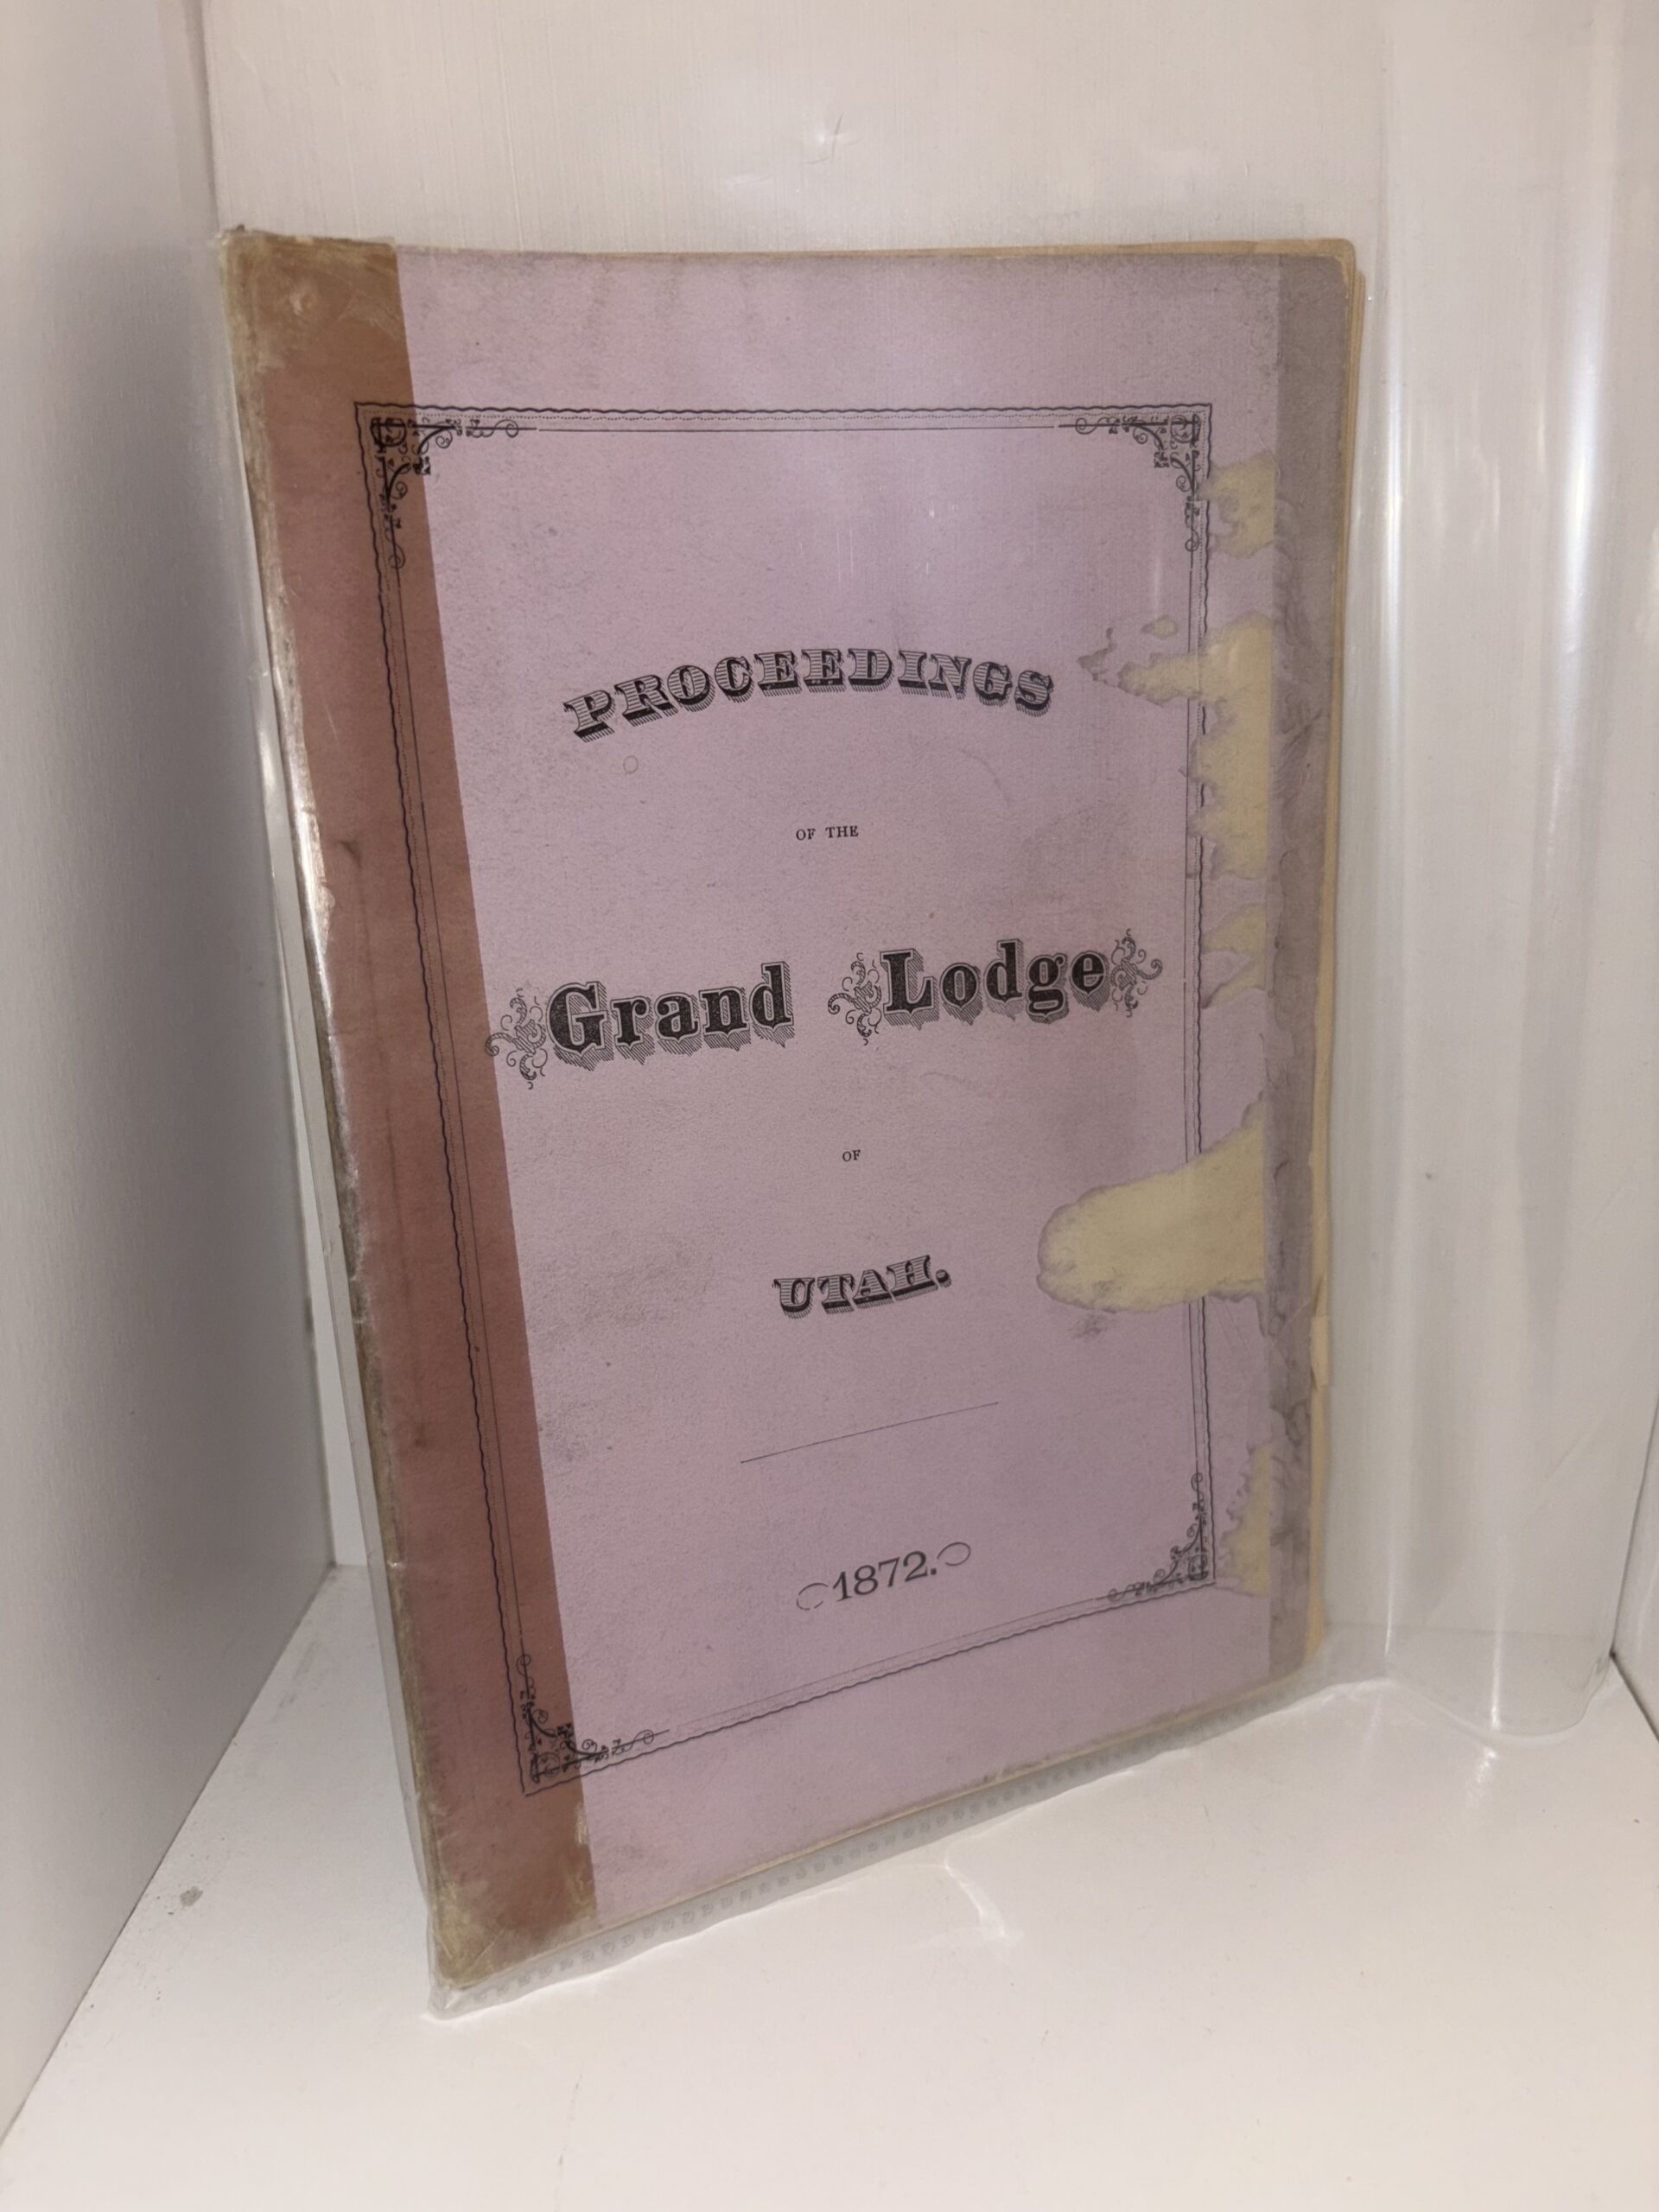 PROCEEDINGS
OF THE
Grand Lodge
OF
UTAH.
1872.